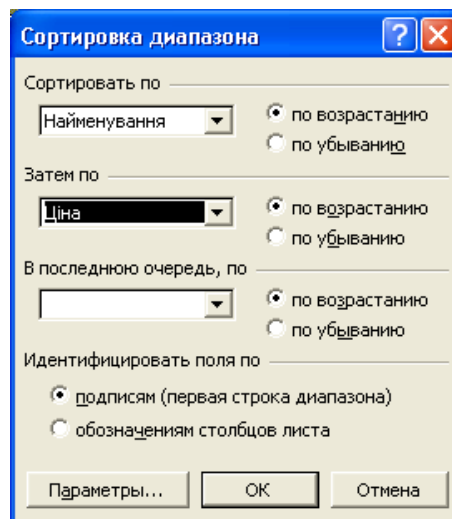 Сортировка диапазона
Сортировать по
Найменування
по возрастанию
по убыванию
Затем по
Ціна
по возрастанию
по убыванию
В последнюю очередь, по
по возрастанию
по убыванию
Идентифицировать поля по
подписям (первая строка диапазона)
обозначениям столбцов листа
Параметры... ОК Отмена